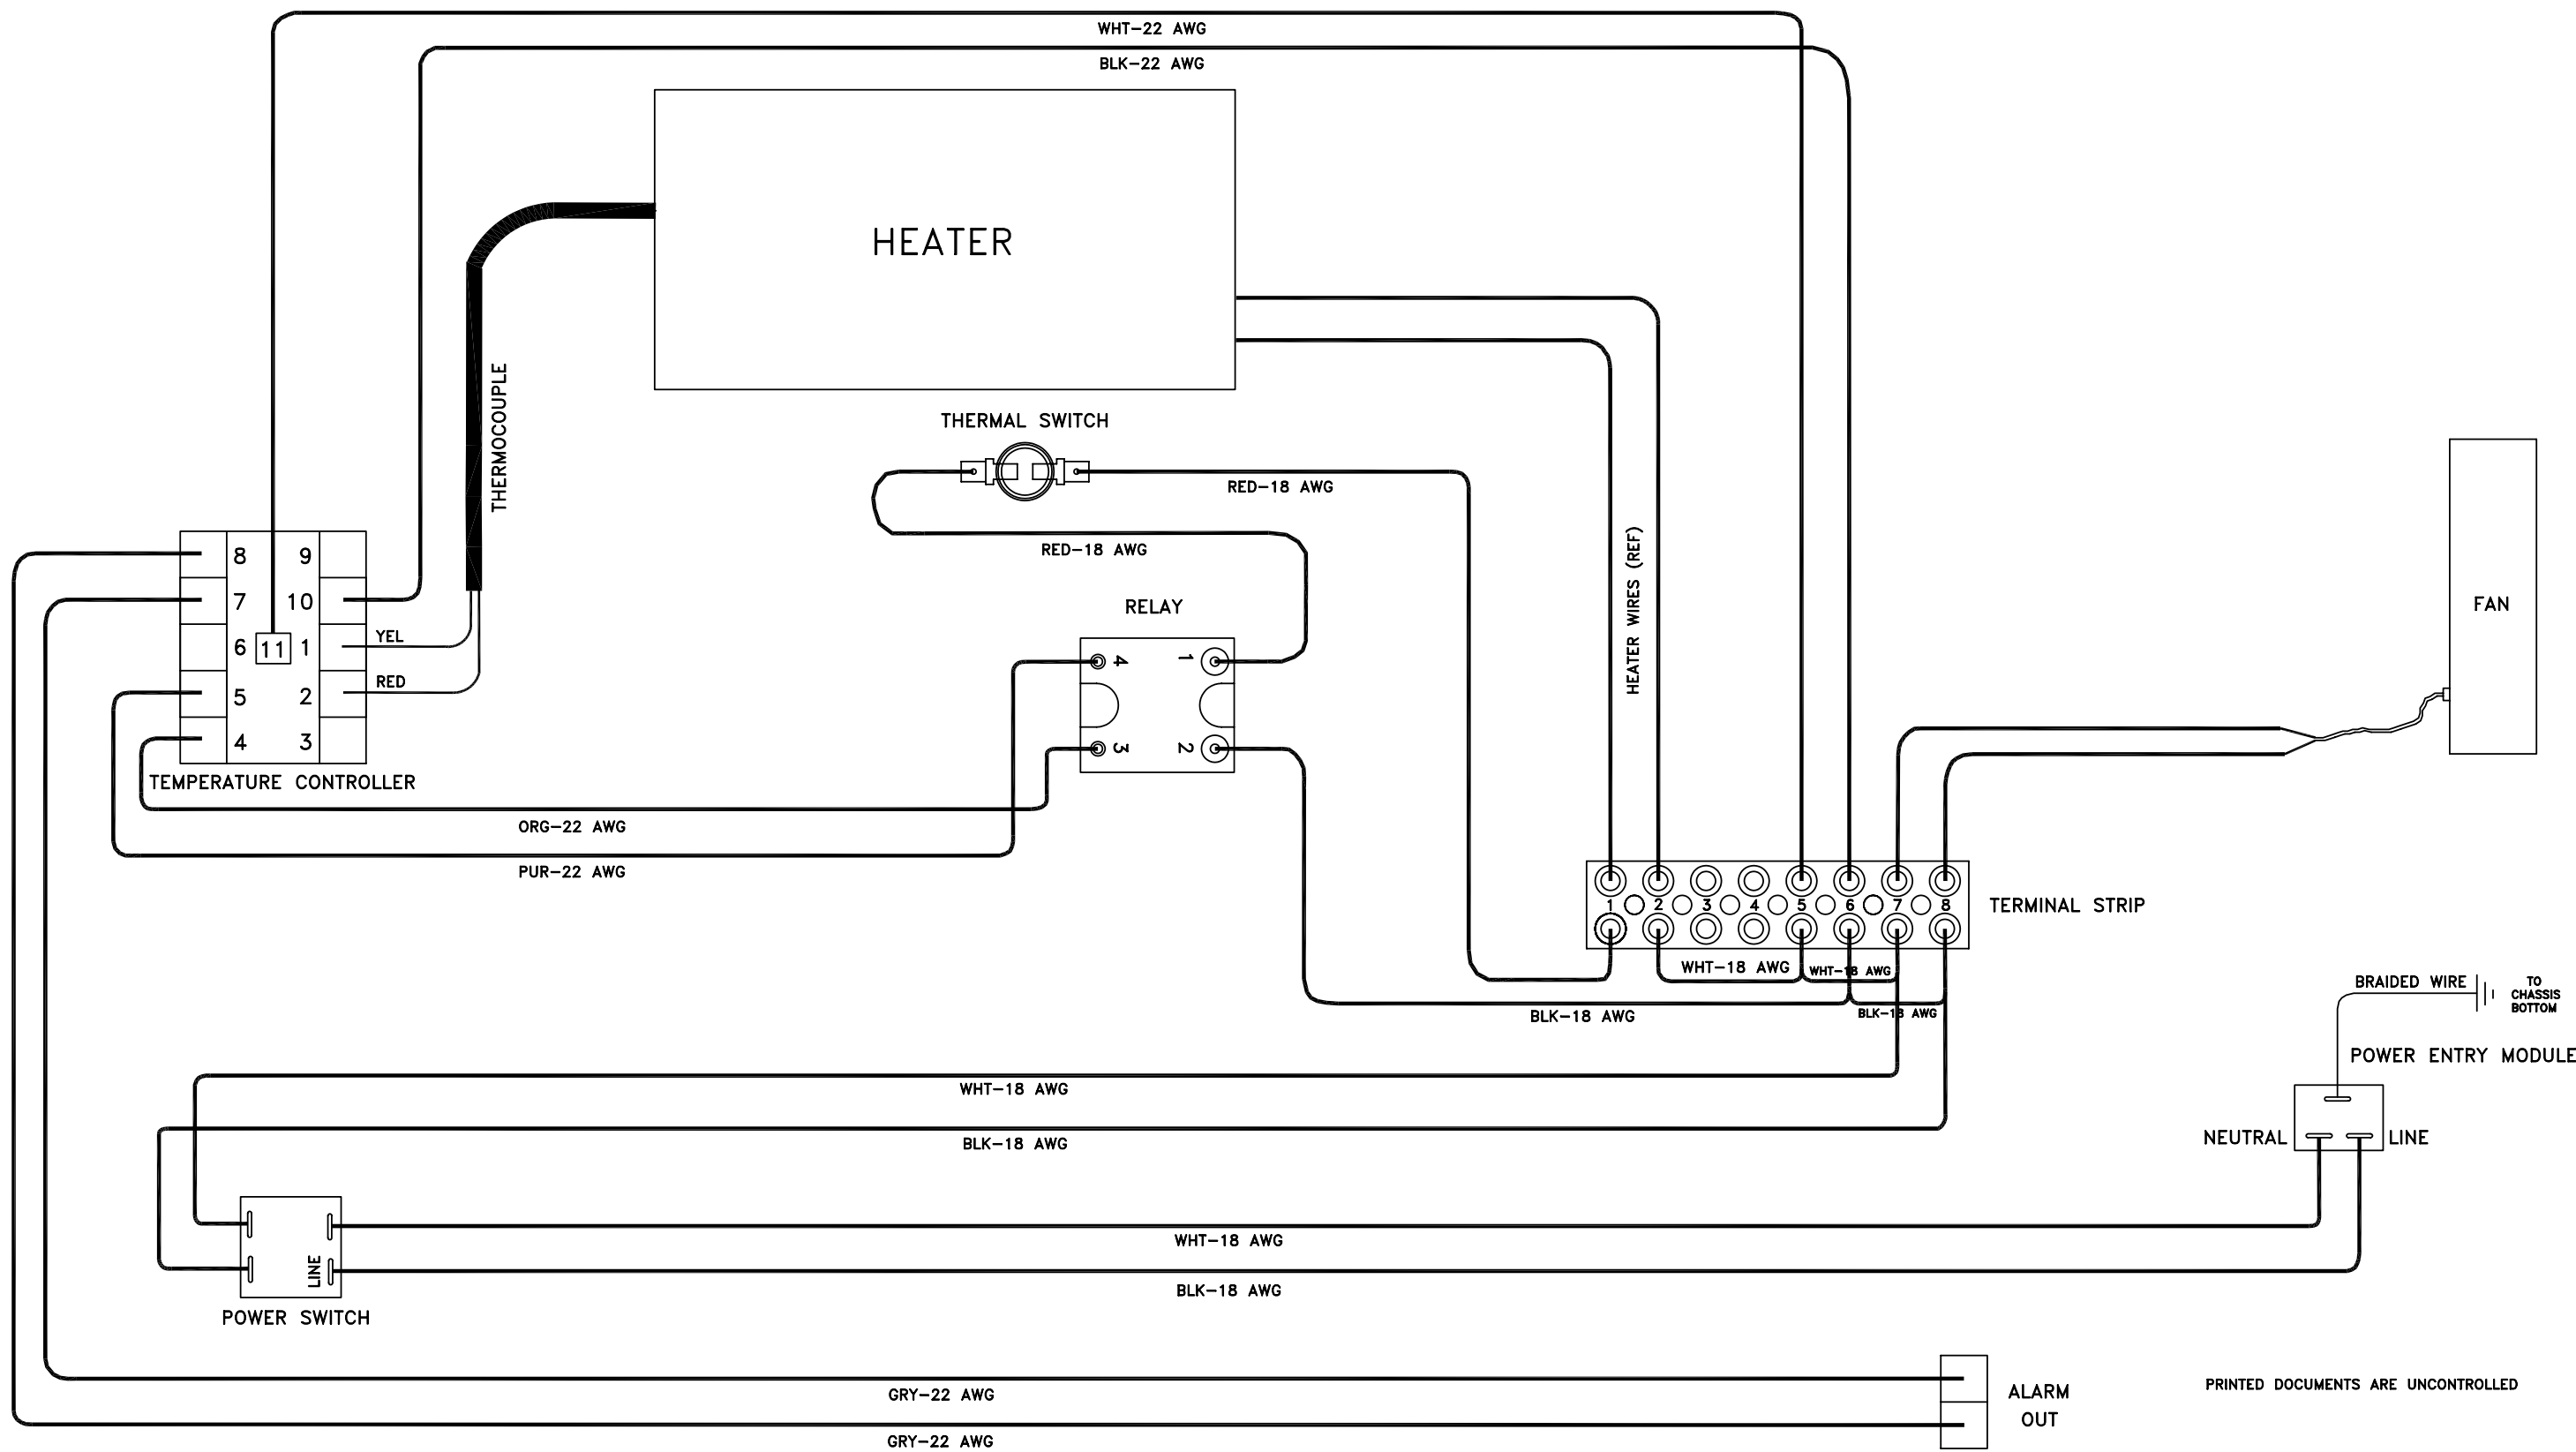 WHT-22 AWG
BLK-22 AWG
HEATER
THERMOCOUPLE
THERMAL SWITCH
RED-18 AWG
RED-18 AWG
HEATER WIRES (REF)
FAN
8 9
7 10
6 11 1
5 2
4 3
YEL
RED
TEMPERATURE CONTROLLER
RELAY
4 1
3 2
ORG-22 AWG
PUR-22 AWG
1 2 3 4 5 6 7 8
TERMINAL STRIP
WHT-18 AWG
WHT-18 AWG
BLK-18 AWG
BLK-18 AWG
BRAIDED WIRE
TO
CHASSIS
BOTTOM
POWER ENTRY MODULE
NEUTRAL
LINE
WHT-18 AWG
BLK-18 AWG
WHT-18 AWG
LINE
BLK-18 AWG
POWER SWITCH
GRY-22 AWG
GRY-22 AWG
ALARM
OUT
PRINTED DOCUMENTS ARE UNCONTROLLED